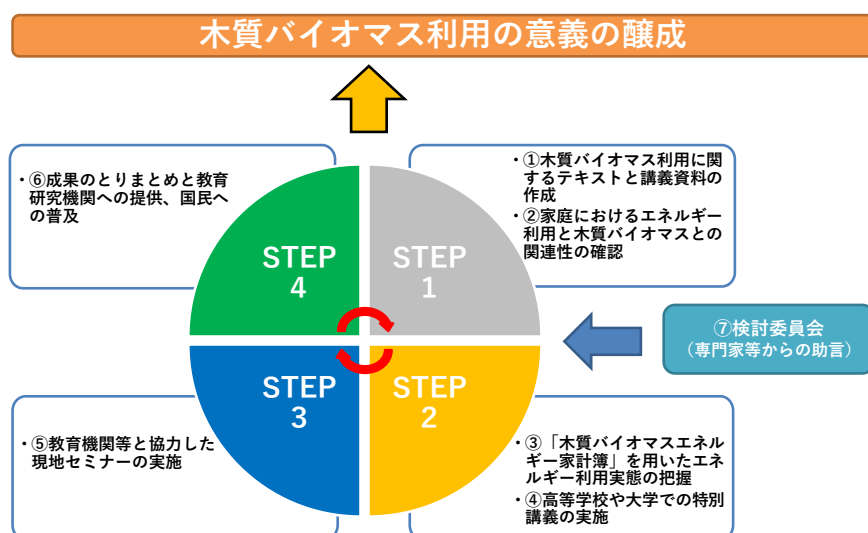 木質バイオマス利用の意義の醸成
・⑥成果のとりまとめと教育
研究機関への提供、国民へ
の普及
・①木質バイオマス利用に関
するテキストと講義資料の
作成
・②家庭におけるエネルギー
利用と木質バイオマスとの
関連性の確認
STEP
4
STEP
1
⑦検討委員会
（専門家等からの助言）
STEP
3
STEP
2
・⑤教育機関等と協力した
現地セミナーの実施
・③「木質バイオマスエネル
ギー家計簿」を用いたエネ
ルギー利用実態の把握
・④高等学校や大学での特別
講義の実施